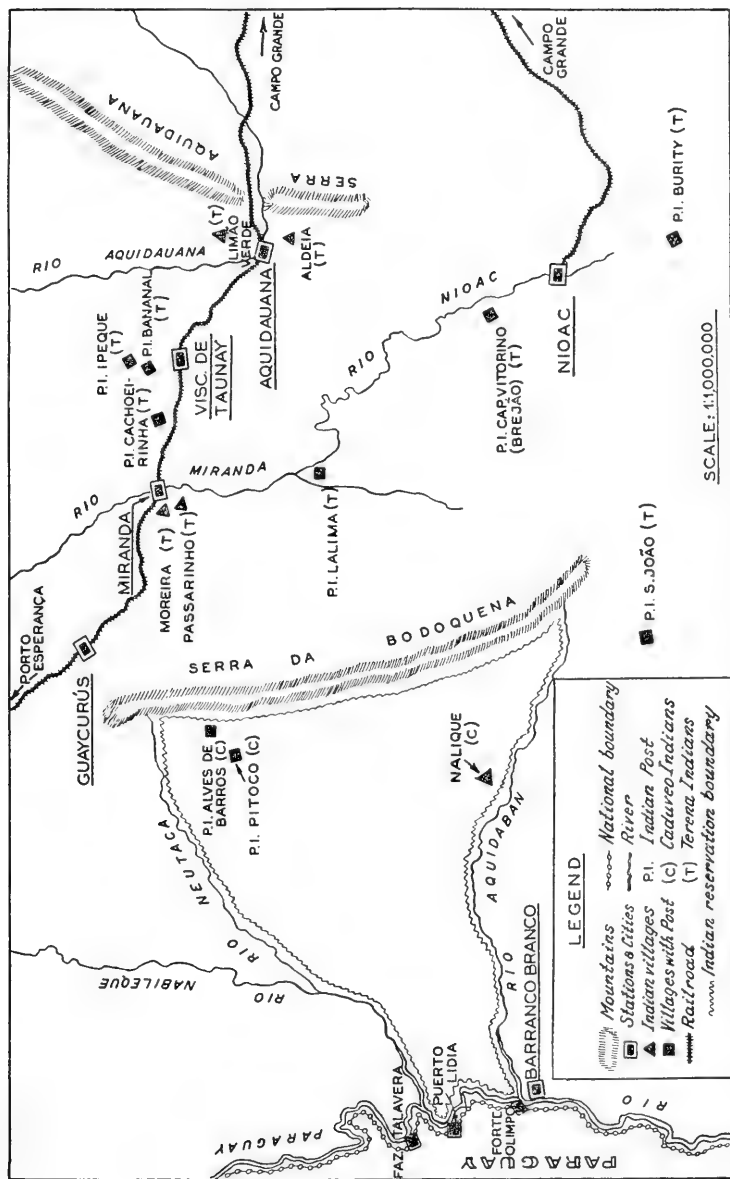 PORTO
ESPERANÇA
GUAYCURÚS
RIO
MIRANDA
MOREIRA (T)
PASSARINHO (T)
MIRANDA
P.I. CACHOEI-
RINHA (T)
P.I. IPEQUE
(T)
P.I. BANANAL
(T)
VISC. DE
TAUNAY
RIO AQUIDAUANA
LIMÃO
VERDE
(T)
AQUIDAUANA
ALDEIA
(T)
SERRA
AQUIDAUANA
CAMPO GRANDE
CAMPO
GRANDE
RIO NIOAC
P.I. LALIMA (T)
P.I. CAP. VITORINO
(BREJÃO) (T)
NIOAC
P.I. BURITY (T)
P.I. S. JOÃO (T)
SCALE: 1:1,000,000
SERRA DA BODOQUENA
P.I. ALVES DE
BARROS (C)
P.I. PITOCO (C)
RIO NEUTACA
RIO NABILEQUE
NALIQUE
(C)
RIO AQUIDABAN
BARRANCO BRANCO
PARAGUAY
FAZ. TALAVERA
PUERTO
LIDIA
FORTE
OLIMPO
PARAGUAY
RIO
LEGEND
Mountains
National boundary
Stations & Cities
River
Indian villages
P.I. Indian Post
Villages with Post
(C) Caduveo Indians
Railroad
(T) Terena Indians
Indian reservation boundary